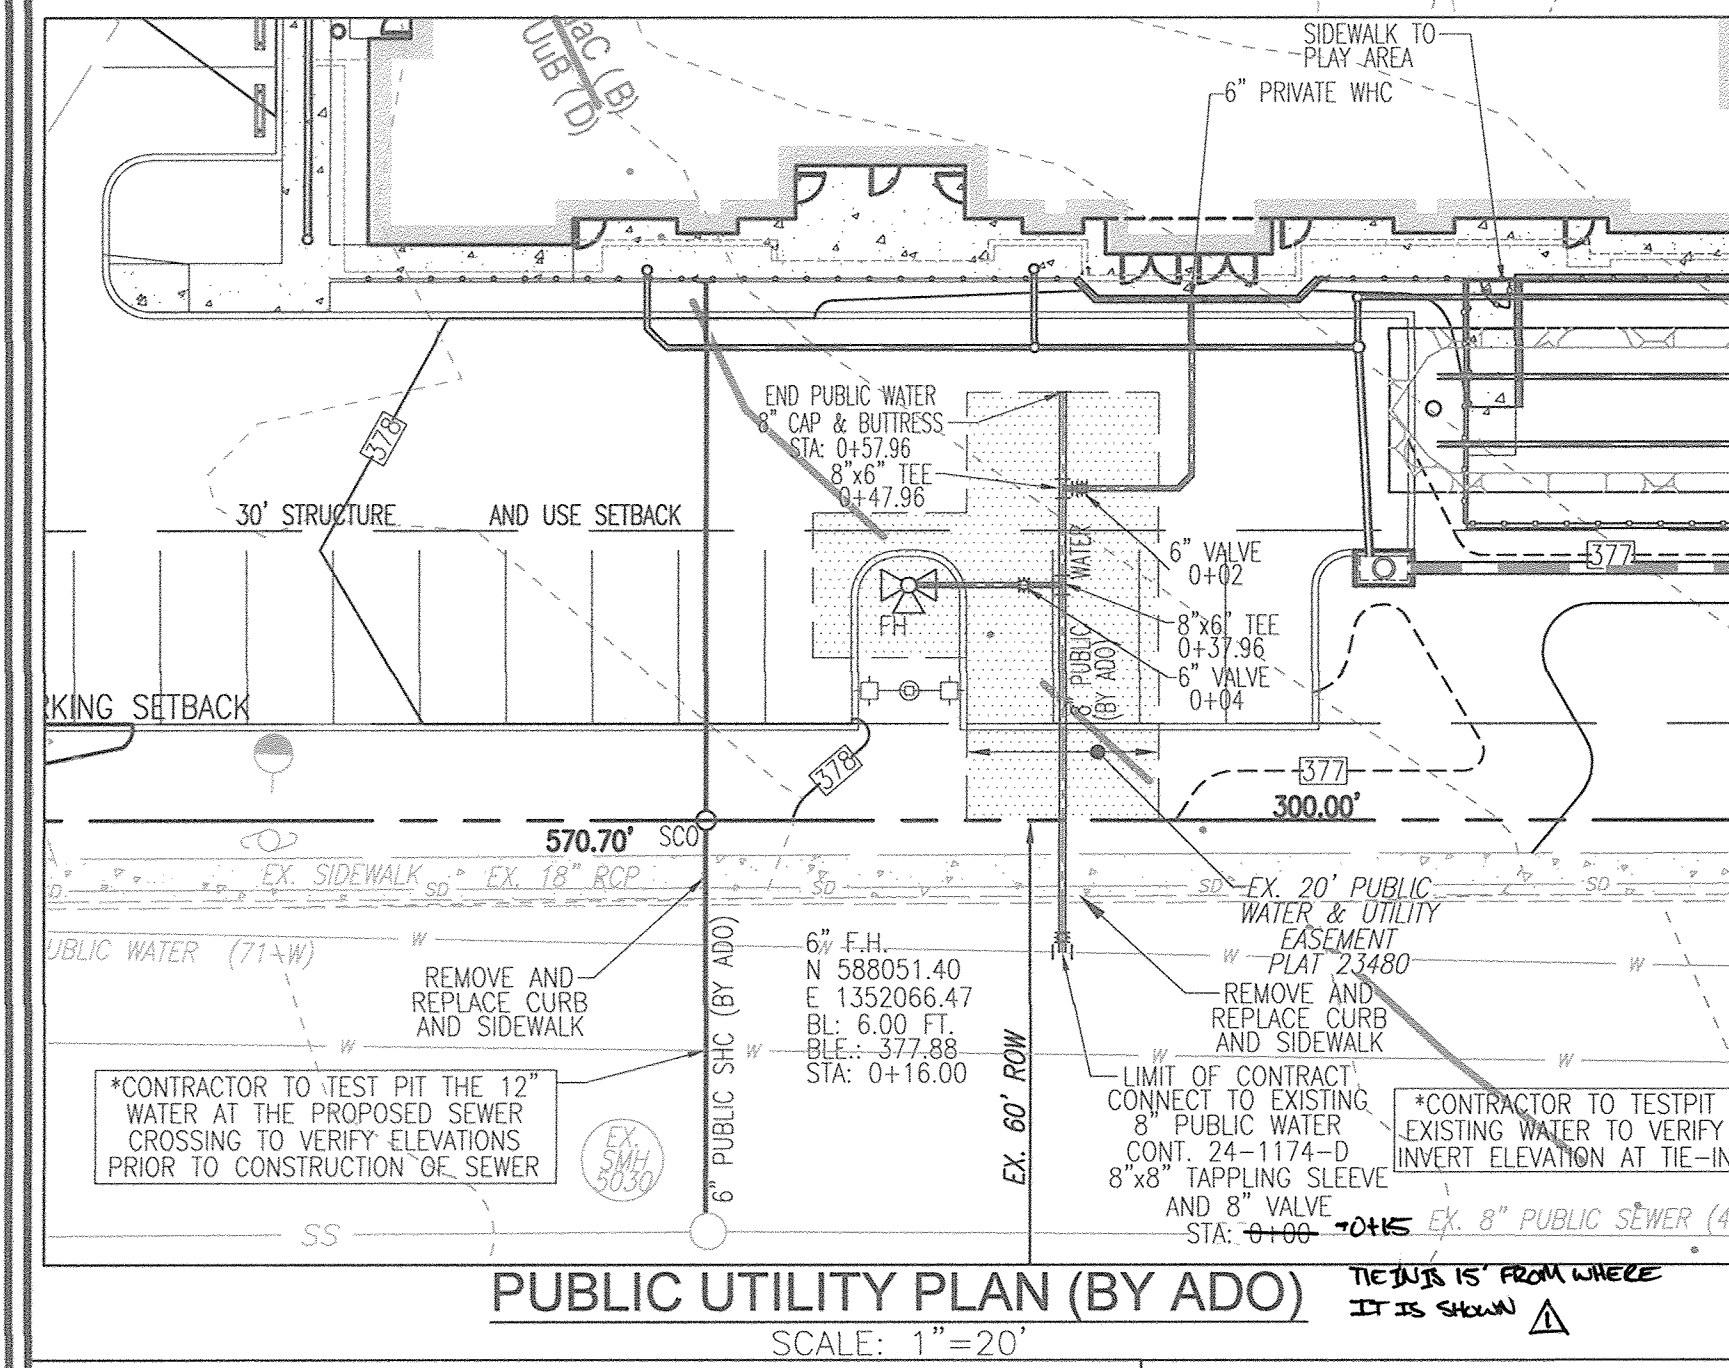 UaC (B)
UuB (D)
SIDEWALK TO
PLAY AREA
6" PRIVATE WHC
378
END PUBLIC WATER
8" CAP & BUTTRESS
STA: 0+57.96
8"x6" TEE
0+47.96
30' STRUCTURE AND USE SETBACK
6" VALVE
0+02
377
FH
8"x6" TEE
0+37.96
6" VALVE
0+04
8" PUBLIC WATER
(BY ADO)
RKING SETBACK
378
377
300.00'
570.70'
SCO
EX. SIDEWALK
SD
EX. 18" RCP
SD
SD
SD
SD
EX. 20' PUBLIC
WATER & UTILITY
EASEMENT
PLAT 23480
UBLIC WATER (71-W)
W
W
W
W
REMOVE AND
REPLACE CURB
AND SIDEWALK
6" F.H.
N 588051.40
E 1352066.47
BL: 6.00 FT.
BLE.: 377.88
STA: 0+16.00
REMOVE AND
REPLACE CURB
AND SIDEWALK
W
W
W
W
6" PUBLIC SHC (BY ADO)
EX. 60' ROW
*CONTRACTOR TO TEST PIT THE 12"
WATER AT THE PROPOSED SEWER
CROSSING TO VERIFY ELEVATIONS
PRIOR TO CONSTRUCTION OF SEWER
EX.
SMH
5030
LIMIT OF CONTRACT
CONNECT TO EXISTING
8" PUBLIC WATER
CONT. 24-1174-D
8"x8" TAPPLING SLEEVE
AND 8" VALVE
STA: 0+00 -0+15
*CONTRACTOR TO TESTPIT
EXISTING WATER TO VERIFY
INVERT ELEVATION AT TIE-IN
SS
EX. 8" PUBLIC SEWER (4
PUBLIC UTILITY PLAN (BY ADO)
SCALE: 1"=20'
TIE IN IS 15' FROM WHERE
IT IS SHOWN 1